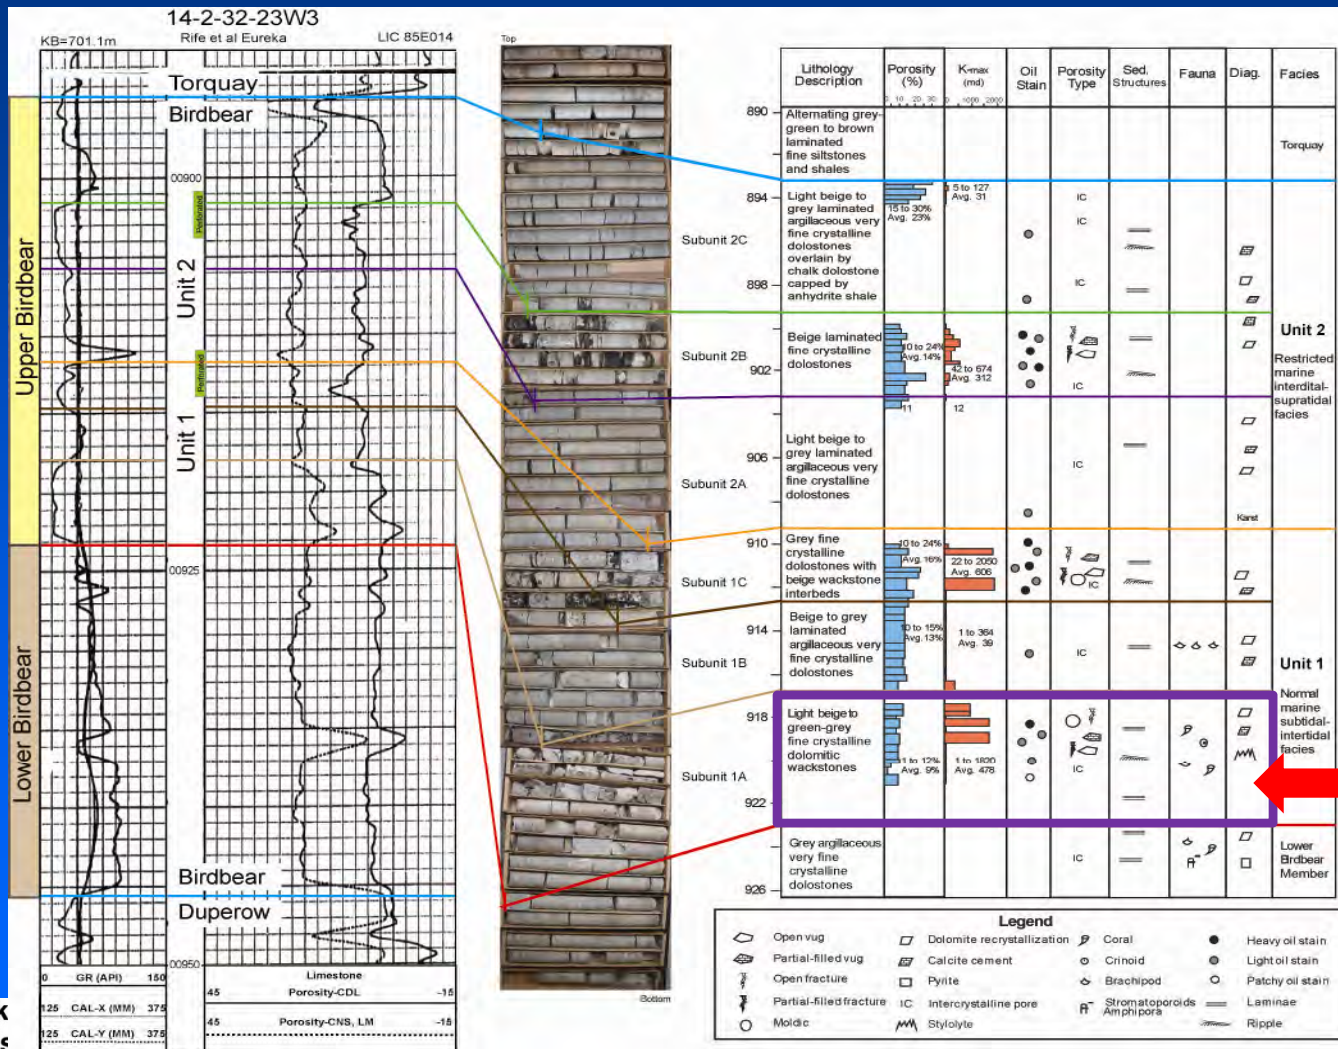 14-2-32-23W3
KB=701.1m
Rife et al Eureka
LIC 85E014
Torquay
Birdbear
00900
Perforated
Unit 2
Perforated
Unit 1
00925
Birdbear
Duperow
00950
Upper Birdbear
Lower Birdbear
0 GR (API) 150
125 CAL-X (MM) 375
125 CAL-Y (MM) 375
Limestone
45 Porosity-CDL -15
45 Porosity-CNS, LM -15
k
s
Top
Bottom
Subunit 2C
Subunit 2B
Subunit 2A
Subunit 1C
Subunit 1B
Subunit 1A
Lithology
Description
Porosity
(%)
0 10 20 30
K-max
(md)
0 1000 2000
Oil
Stain
Porosity
Type
Sed.
Structures
Fauna
Diag.
Facies
890
894
898
902
906
910
914
918
922
926
Alternating grey-
green to brown
laminated
fine siltstones
and shales
Torquay
Light beige to
grey laminated
argillaceous very
fine crystalline
dolostones
overlain by
chalk dolostone
capped by
anhydrite shale
15 to 30%
Avg. 23%
5 to 127
Avg. 31
IC
IC
IC
Beige laminated
fine crystalline
dolostones
10 to 24%
Avg.14%
42 to 674
Avg. 312
IC
11
12
Unit 2
Restricted
marine
interdital-
supratidal
facies
Light beige to
grey laminated
argillaceous very
fine crystalline
dolostones
IC
Karst
Grey fine
crystalline
dolostones with
beige wackstone
interbeds
10 to 24%
Avg. 16%
22 to 2050
Avg. 606
IC
Beige to grey
laminated
argillaceous very
fine crystalline
dolostones
10 to 15%
Avg.13%
1 to 364
Avg. 39
IC
Unit 1
Normal
marine
subtidal-
intertidal
facies
Light beige to
green-grey
fine crystalline
dolomitic
wackstones
1 to 12%
Avg. 9%
1 to 1820
Avg. 478
IC
Grey argillaceous
very fine
crystalline
dolostones
IC
Lower
Birdbear
Member
Legend
Open vug
Partial-filled vug
Open fracture
Partial-filled fracture
Moldic
Dolomite recrystallization
Calcite cement
Pyrite
IC Intercrystalline pore
Stylolyte
Coral
Crinoid
Brachipod
Stromatoporoids
Amphipora
Heavy oil stain
Light oil stain
Patchy oil stain
Laminae
Ripple